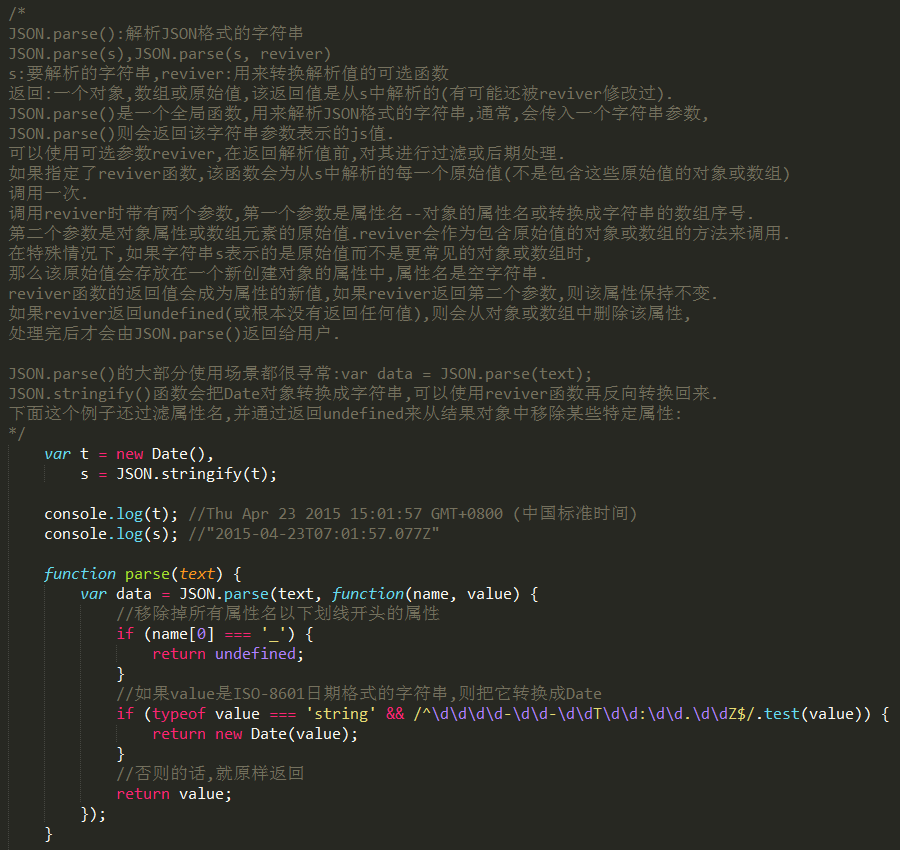 /*
JSON.parse():解析JSON格式的字符串
JSON.parse(s),JSON.parse(s, reviver)
s:要解析的字符串,reviver:用来转换解析值的可选函数
返回:一个对象,数组或原始值,该返回值是从s中解析的(有可能还被reviver修改过).
JSON.parse()是一个全局函数,用来解析JSON格式的字符串,通常,会传入一个字符串参数,
JSON.parse()则会返回该字符串参数表示的js值.
可以使用可选参数reviver,在返回解析值前,对其进行过滤或后期处理.
如果指定了reviver函数,该函数会为从s中解析的每一个原始值(不是包含这些原始值的对象或数组)
调用一次.
调用reviver时带有两个参数,第一个参数是属性名--对象的属性名或转换成字符串的数组序号.
第二个参数是对象属性或数组元素的原始值.reviver会作为包含原始值的对象或数组的方法来调用.
在特殊情况下,如果字符串s表示的是原始值而不是更常见的对象或数组时,
那么该原始值会存放在一个新创建对象的属性中,属性名是空字符串.
reviver函数的返回值会成为属性的新值,如果reviver返回第二个参数,则该属性保持不变.
如果reviver返回undefined(或根本没有返回任何值),则会从对象或数组中删除该属性,
处理完后才会由JSON.parse()返回给用户.

JSON.parse()的大部分使用场景都很寻常:var data = JSON.parse(text);
JSON.stringify()函数会把Date对象转换成字符串,可以使用reviver函数再反向转换回来.
下面这个例子还过滤属性名,并通过返回undefined来从结果对象中移除某些特定属性:
*/
    var t = new Date(),
        s = JSON.stringify(t);

    console.log(t); //Thu Apr 23 2015 15:01:57 GMT+0800 (中国标准时间)
    console.log(s); //"2015-04-23T07:01:57.077Z"

    function parse(text) {
        var data = JSON.parse(text, function(name, value) {
            //移除掉所有属性名以下划线开头的属性
            if (name[0] === '_') {
                return undefined;
            }
            //如果value是ISO-8601日期格式的字符串,则把它转换成Date
            if (typeof value === 'string' && /^\d\d\d\d-\d\d-\d\dT\d\d:\d\d.\d\dZ$/.test(value)) {
                return new Date(value);
            }
            //否则的话,就原样返回
            return value;
        });
    }